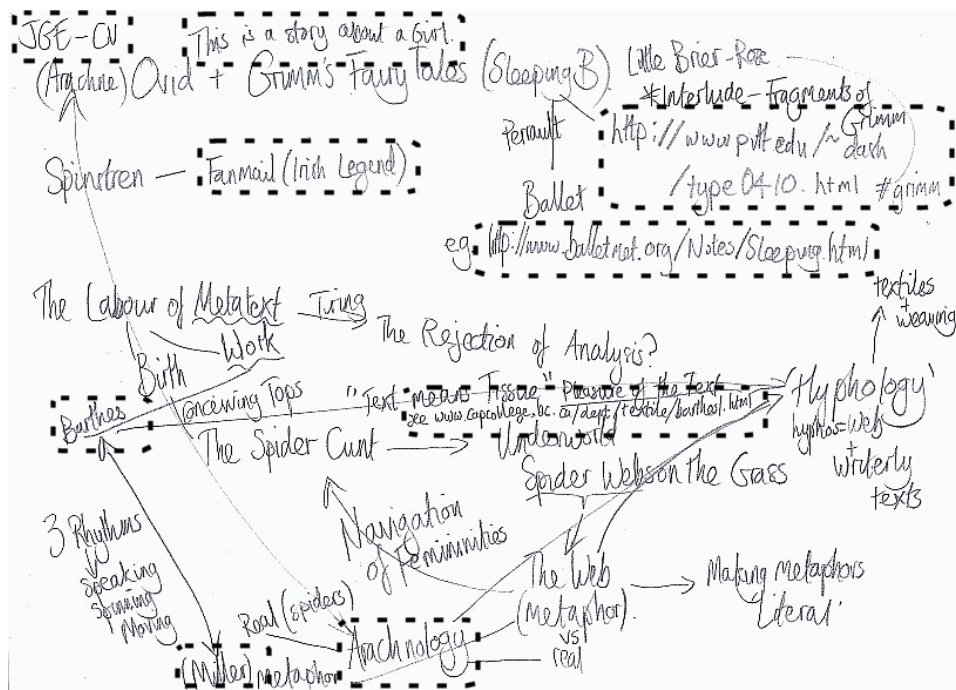 JGE-CV
This is a story about a Girl.
(Arachne) Ovid + Grimm's Fairy Tales (Sleeping B)
Little Brier-Rose
*Interlude - Fragments of
Grimm
Perrault
http://www.pitt.edu/~dash
/type0410.html #grimm
Spinstren — Fanmail (Irish Legend)
Ballet
eg http://www.balletmet.org/Notes/Sleeping.html
textiles
+
weaving
The Labour of Metatext
Tiring
The Rejection of Analysis?
Work
Birth
Barthes
Conceiving Tops
"Text means Tissue" Pleasure of the Text
see www.capcollege.bc.ca/dept/textile/barthes1.html
'Hyphology'
hyphos=web
+
writerly
texts
The Spider Cunt
Underworld
Spider Webs on the Grass
3 Rhythms
speaking
spinning
moving
Navigation
of Femininities
The Web
(metaphor)
vs
real
Making metaphors
'Literal'
Real (spiders)
Arachnology
(Miller) metaphor